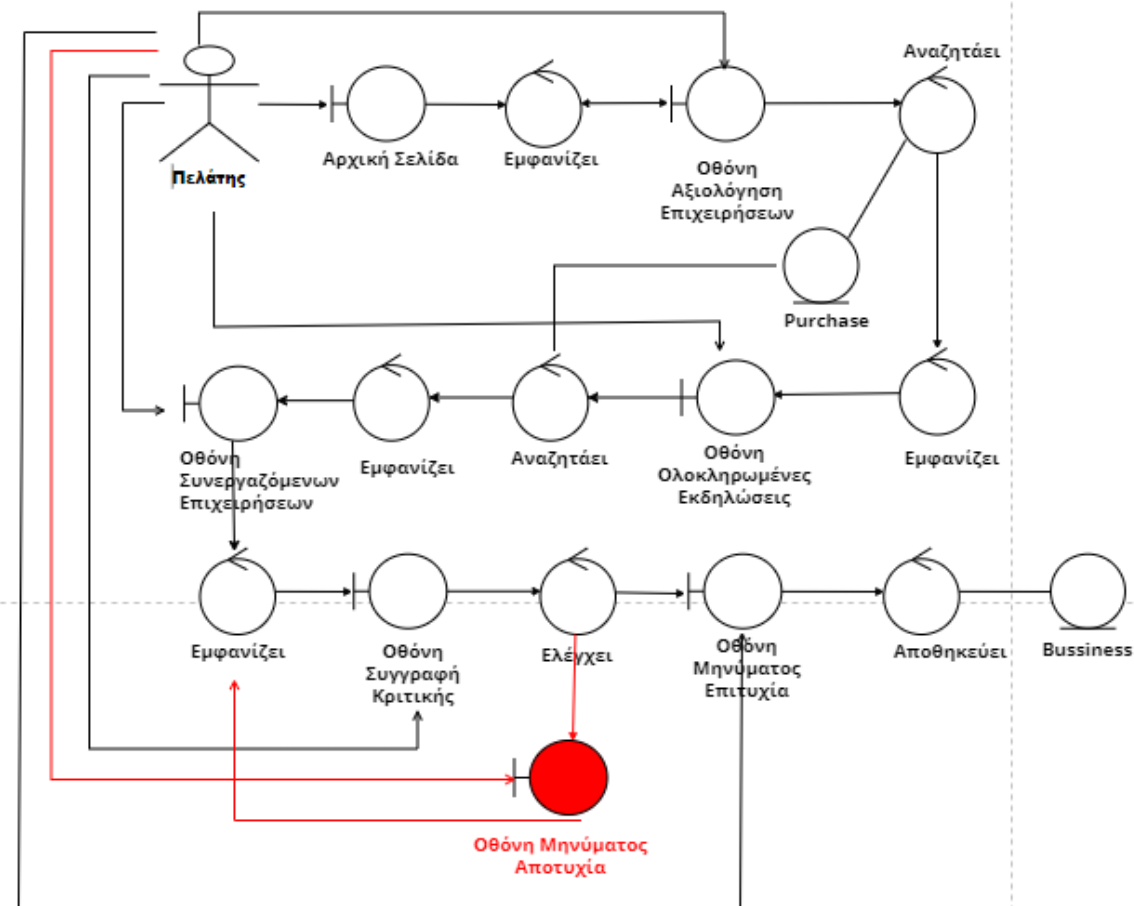 Αναζητάει
Αρχική Σελίδα
Εμφανίζει
Πελάτης
Οθόνη
Αξιολόγηση
Επιχειρήσεων
Purchase
Οθόνη
Συνεργαζόμενων
Επιχειρήσεων
Εμφανίζει
Αναζητάει
Οθόνη
Ολοκληρωμένες
Εκδηλώσεις
Εμφανίζει
Εμφανίζει
Οθόνη
Συγγραφή
Κριτικής
Ελέγχει
Οθόνη
Μηνύματος
Επιτυχία
Αποθηκεύει
Bussiness
Οθόνη Μηνύματος
Αποτυχία